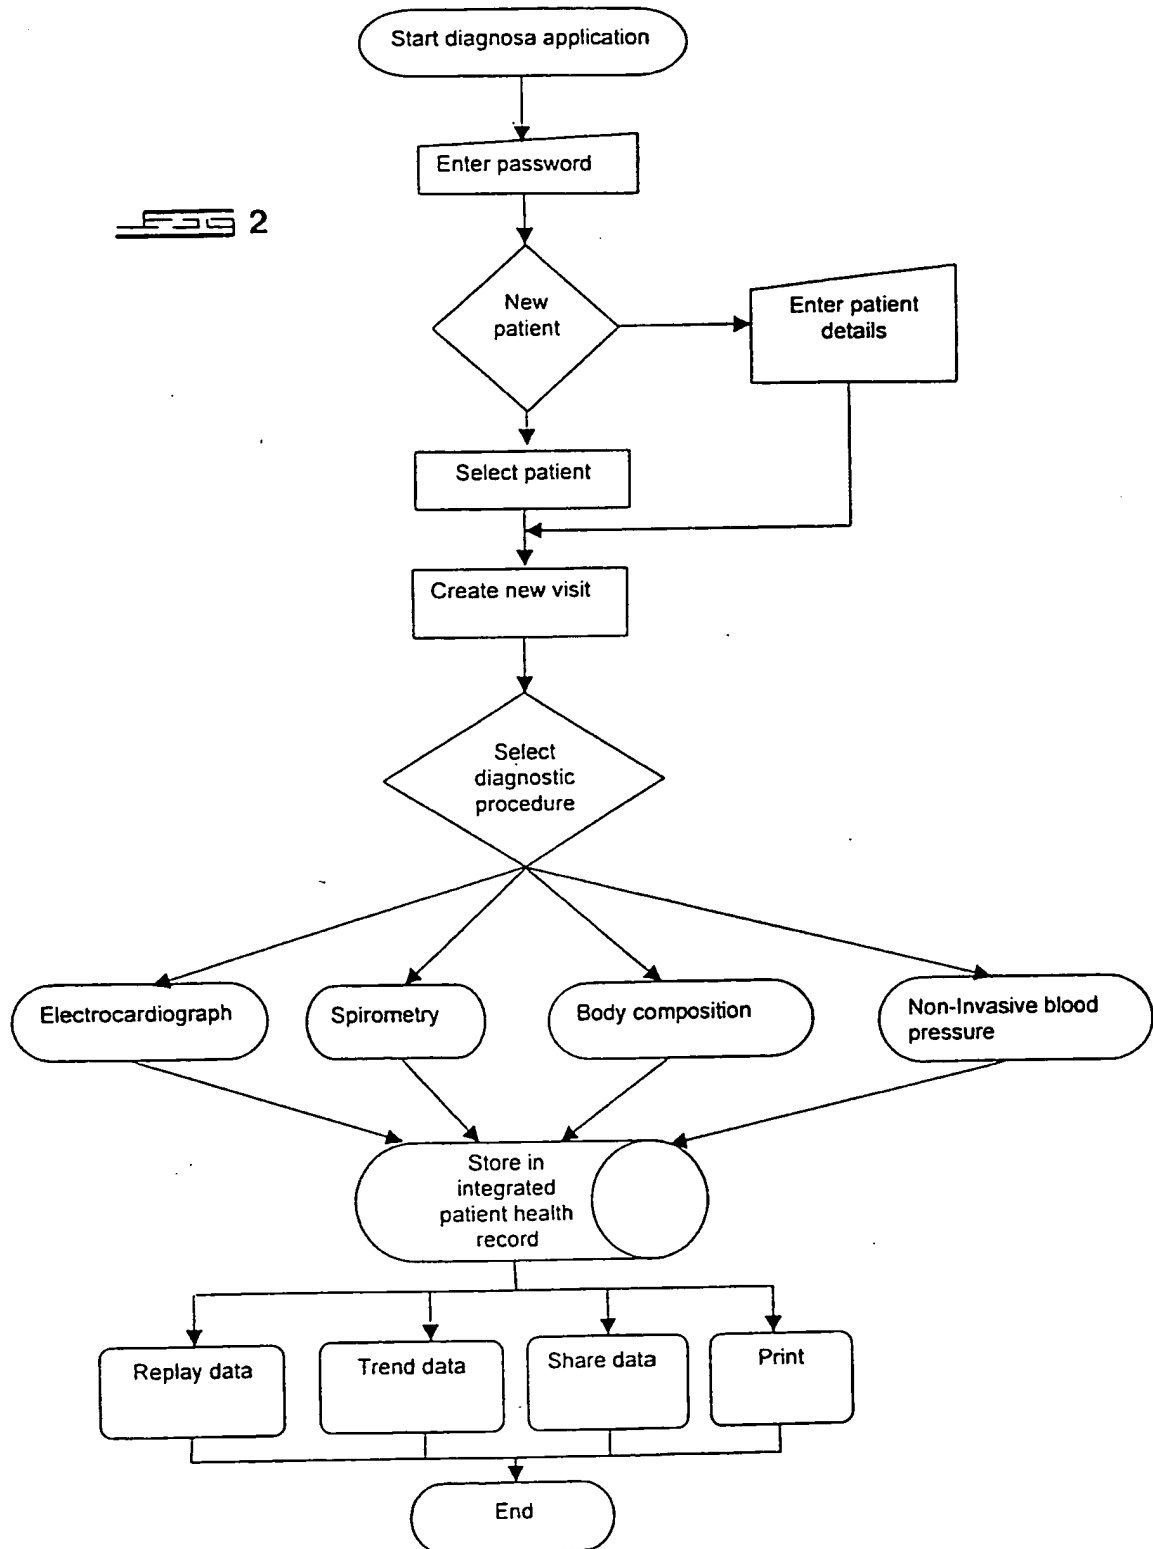 Start diagnosa application
Enter password
FIG 2
New
patient
Enter patient
details
Select patient
Create new visit
Select
diagnostic
procedure
Electrocardiograph
Spirometry
Body composition
Non-Invasive blood
pressure
Store in
integrated
patient health
record
Replay data
Trend data
Share data
Print
End